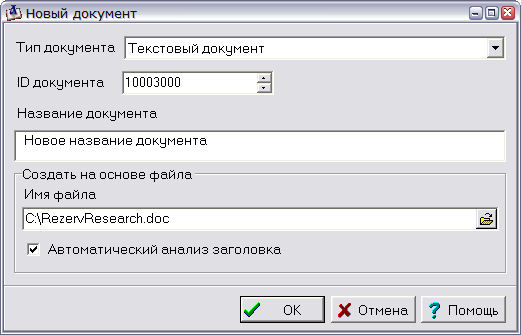 Новый документ
Тип документа Текстовый документ
ID документа 10003000
Название документа
Новое название документа
Создать на основе файла
Имя файла
C:\RezervResearch.doc
Автоматический анализ заголовка
OK Отмена ? Помощь